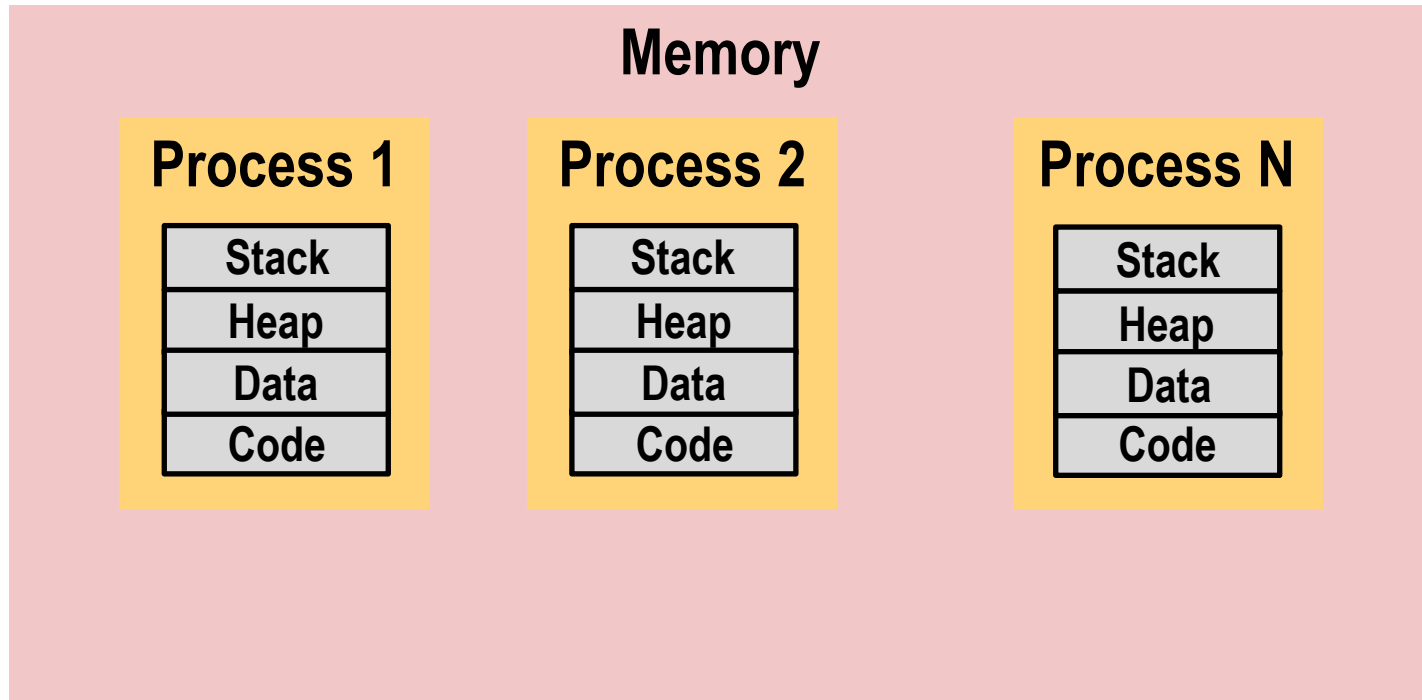 Memory
Process 1
Stack
Heap
Data
Code
Process 2
Stack
Heap
Data
Code
Process N
Stack
Heap
Data
Code